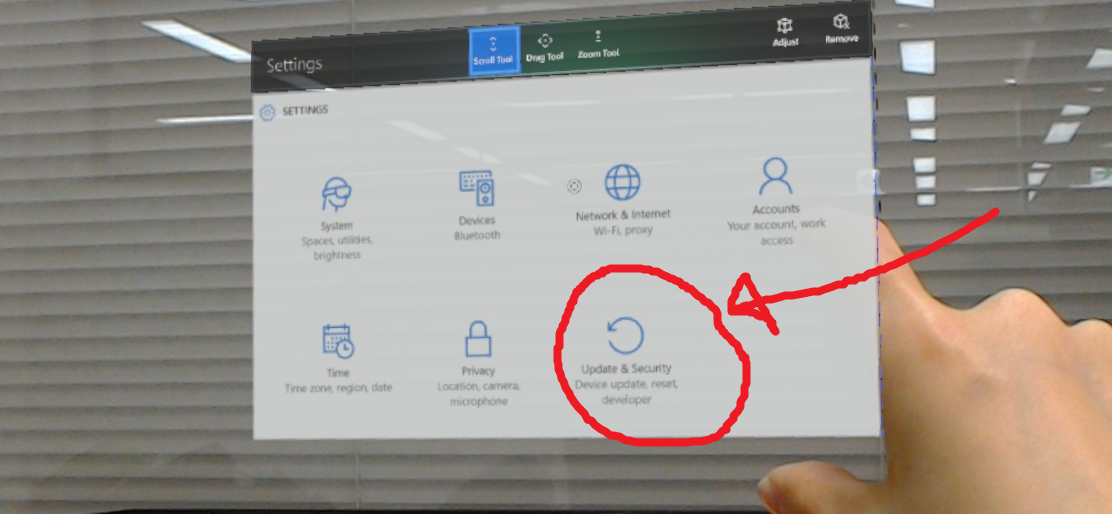 Settings
Scroll Tool
Drag Tool
Zoom Tool
Adjust
Remove
SETTINGS
System
Spaces, utilities,
brightness
Devices
Bluetooth
Network & Internet
Wi-Fi, proxy
Accounts
Your account, work
access
Time
Time zone, region, date
Privacy
Location, camera,
microphone
Update & Security
Device update, reset,
developer